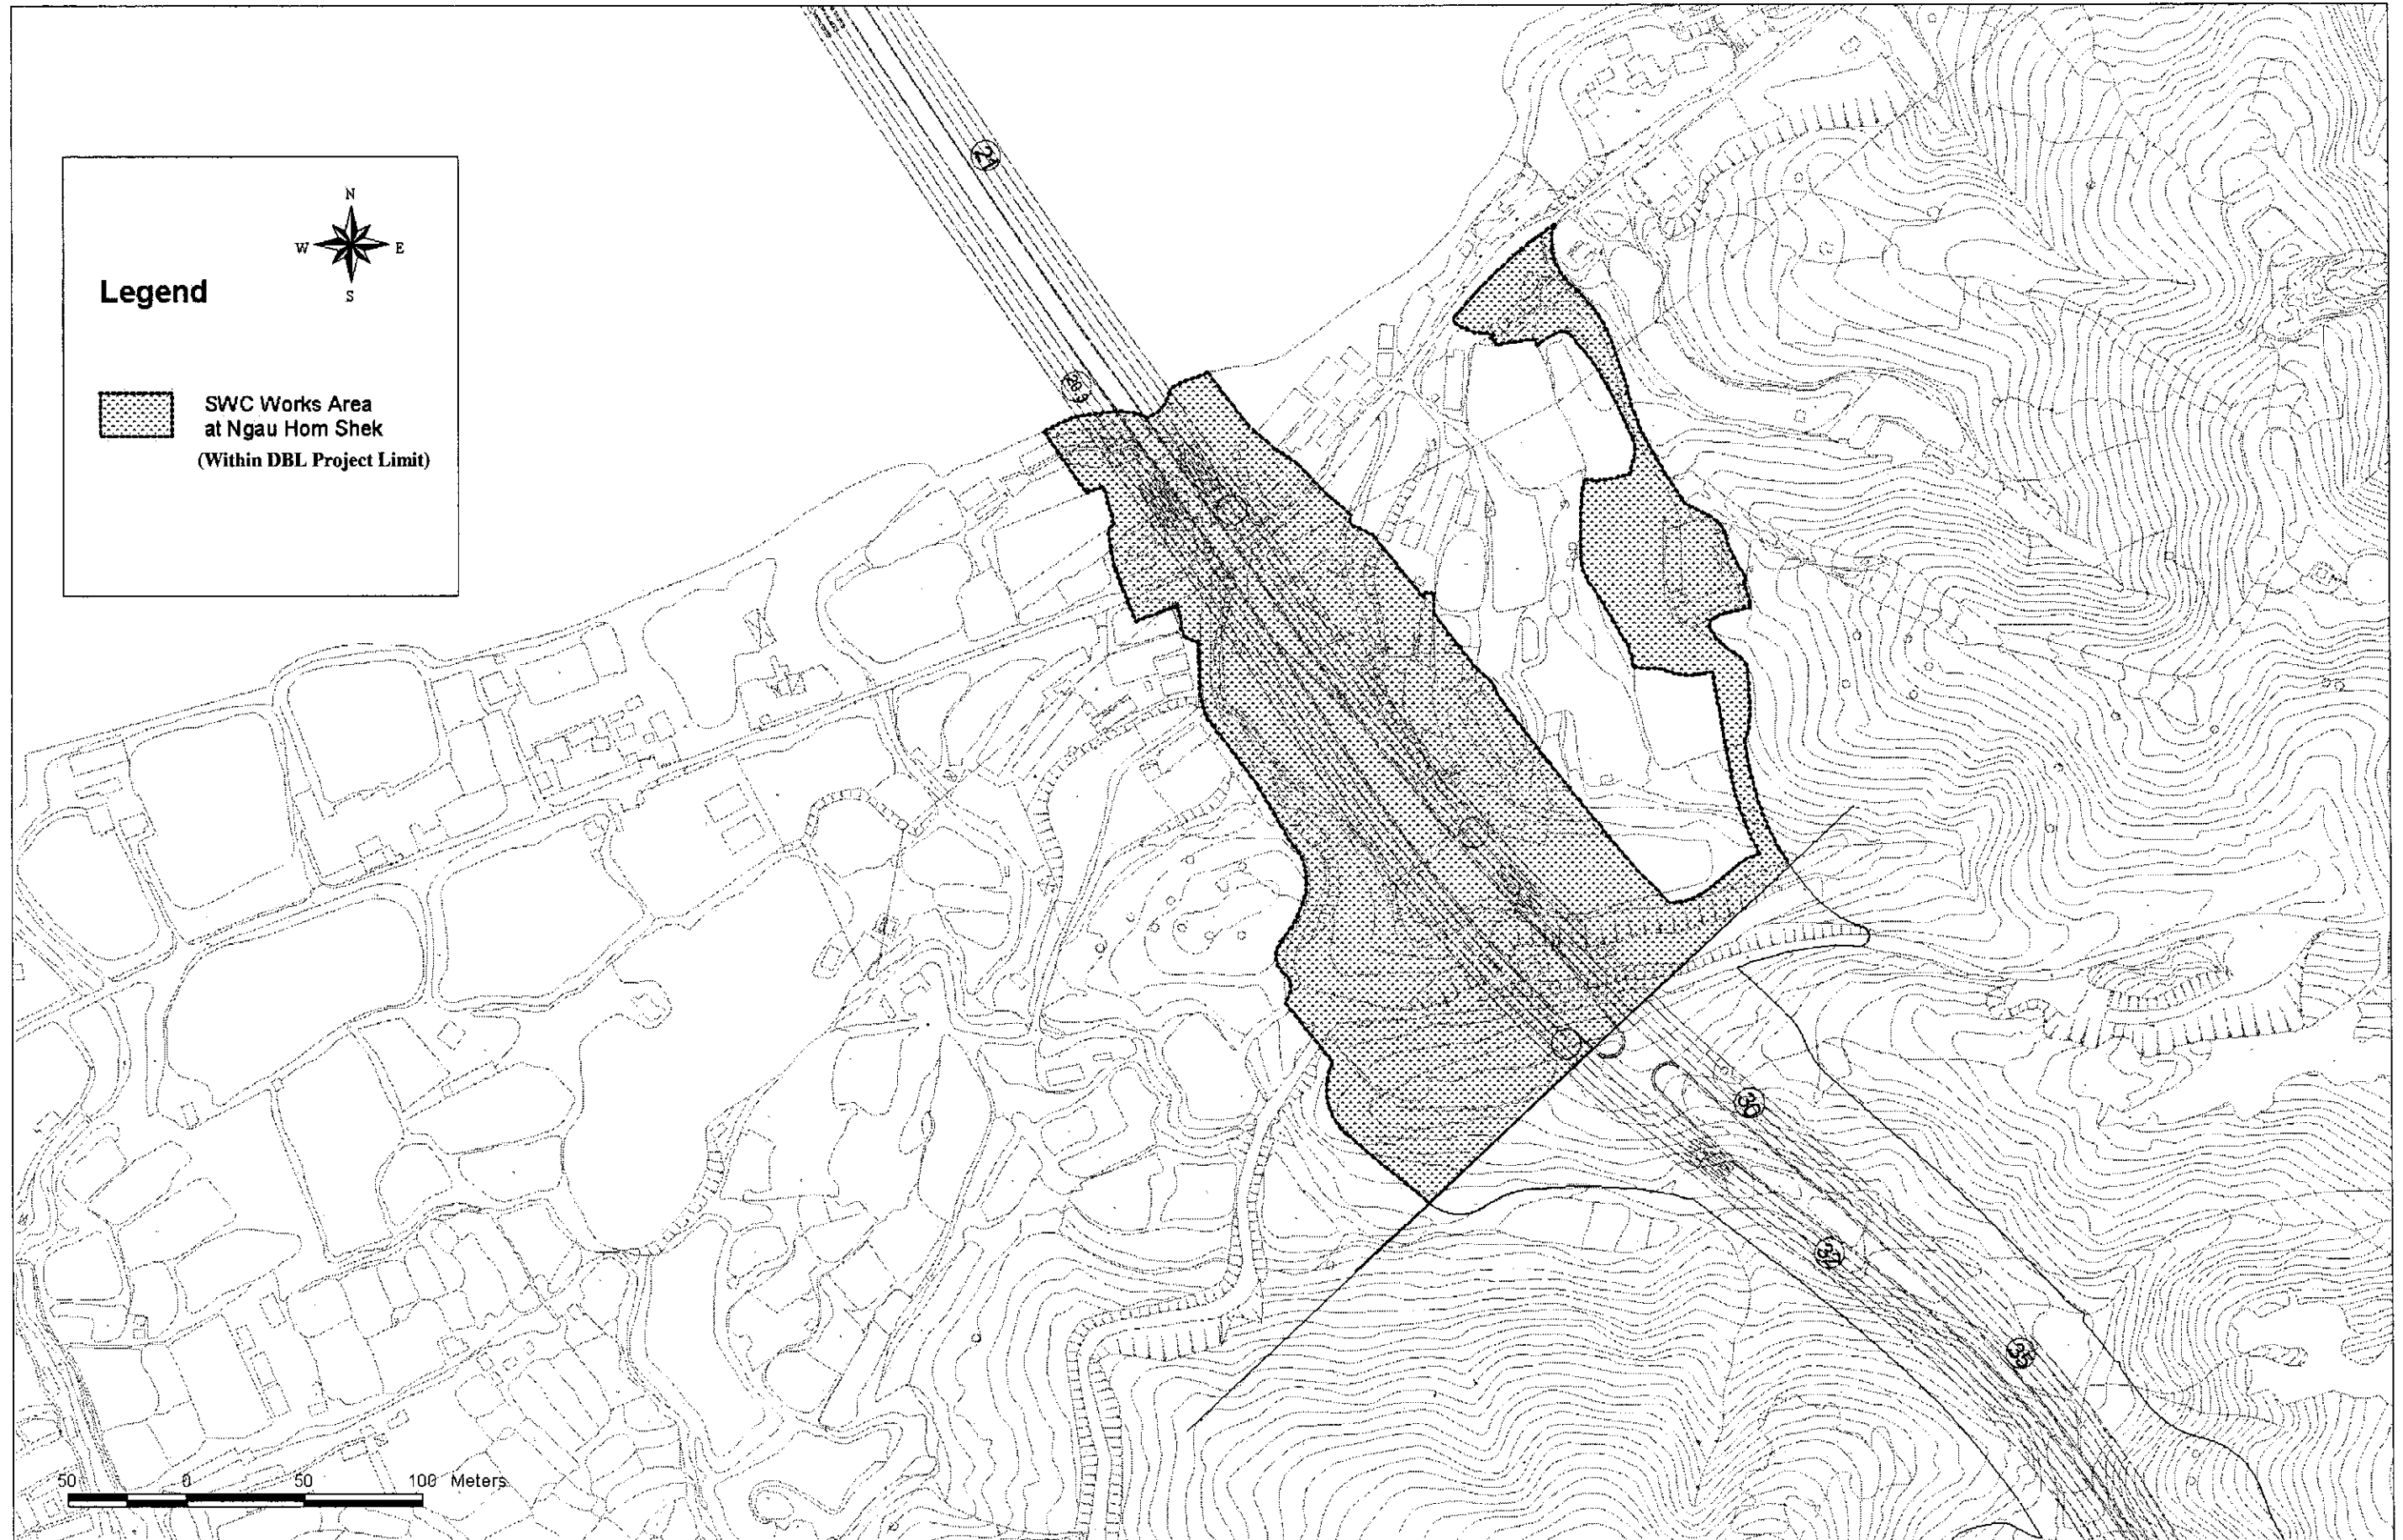 N
W E
S
Legend
SWC Works Area
at Ngau Hom Shek
(Within DBL Project Limit)
21
30
35
50 0 50 100 Meters